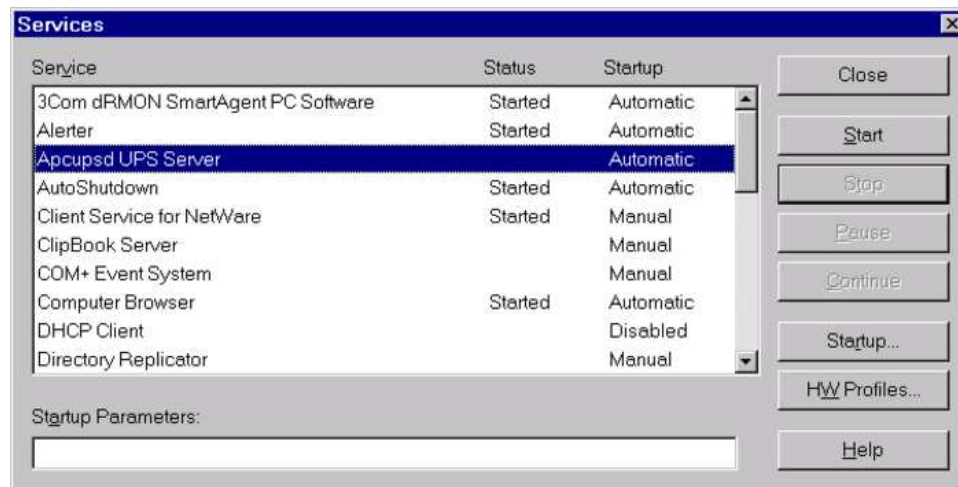 Services
Service Status Startup
3Com dRMON SmartAgent PC Software Started Automatic
Alerter Started Automatic
Apcupsd UPS Server Automatic
AutoShutdown Started Automatic
Client Service for NetWare Started Manual
ClipBook Server Manual
COM+ Event System Manual
Computer Browser Started Automatic
DHCP Client Disabled
Directory Replicator Manual
Startup Parameters:
Close
Start
Stop
Pause
Continue
Startup...
HW Profiles...
Help